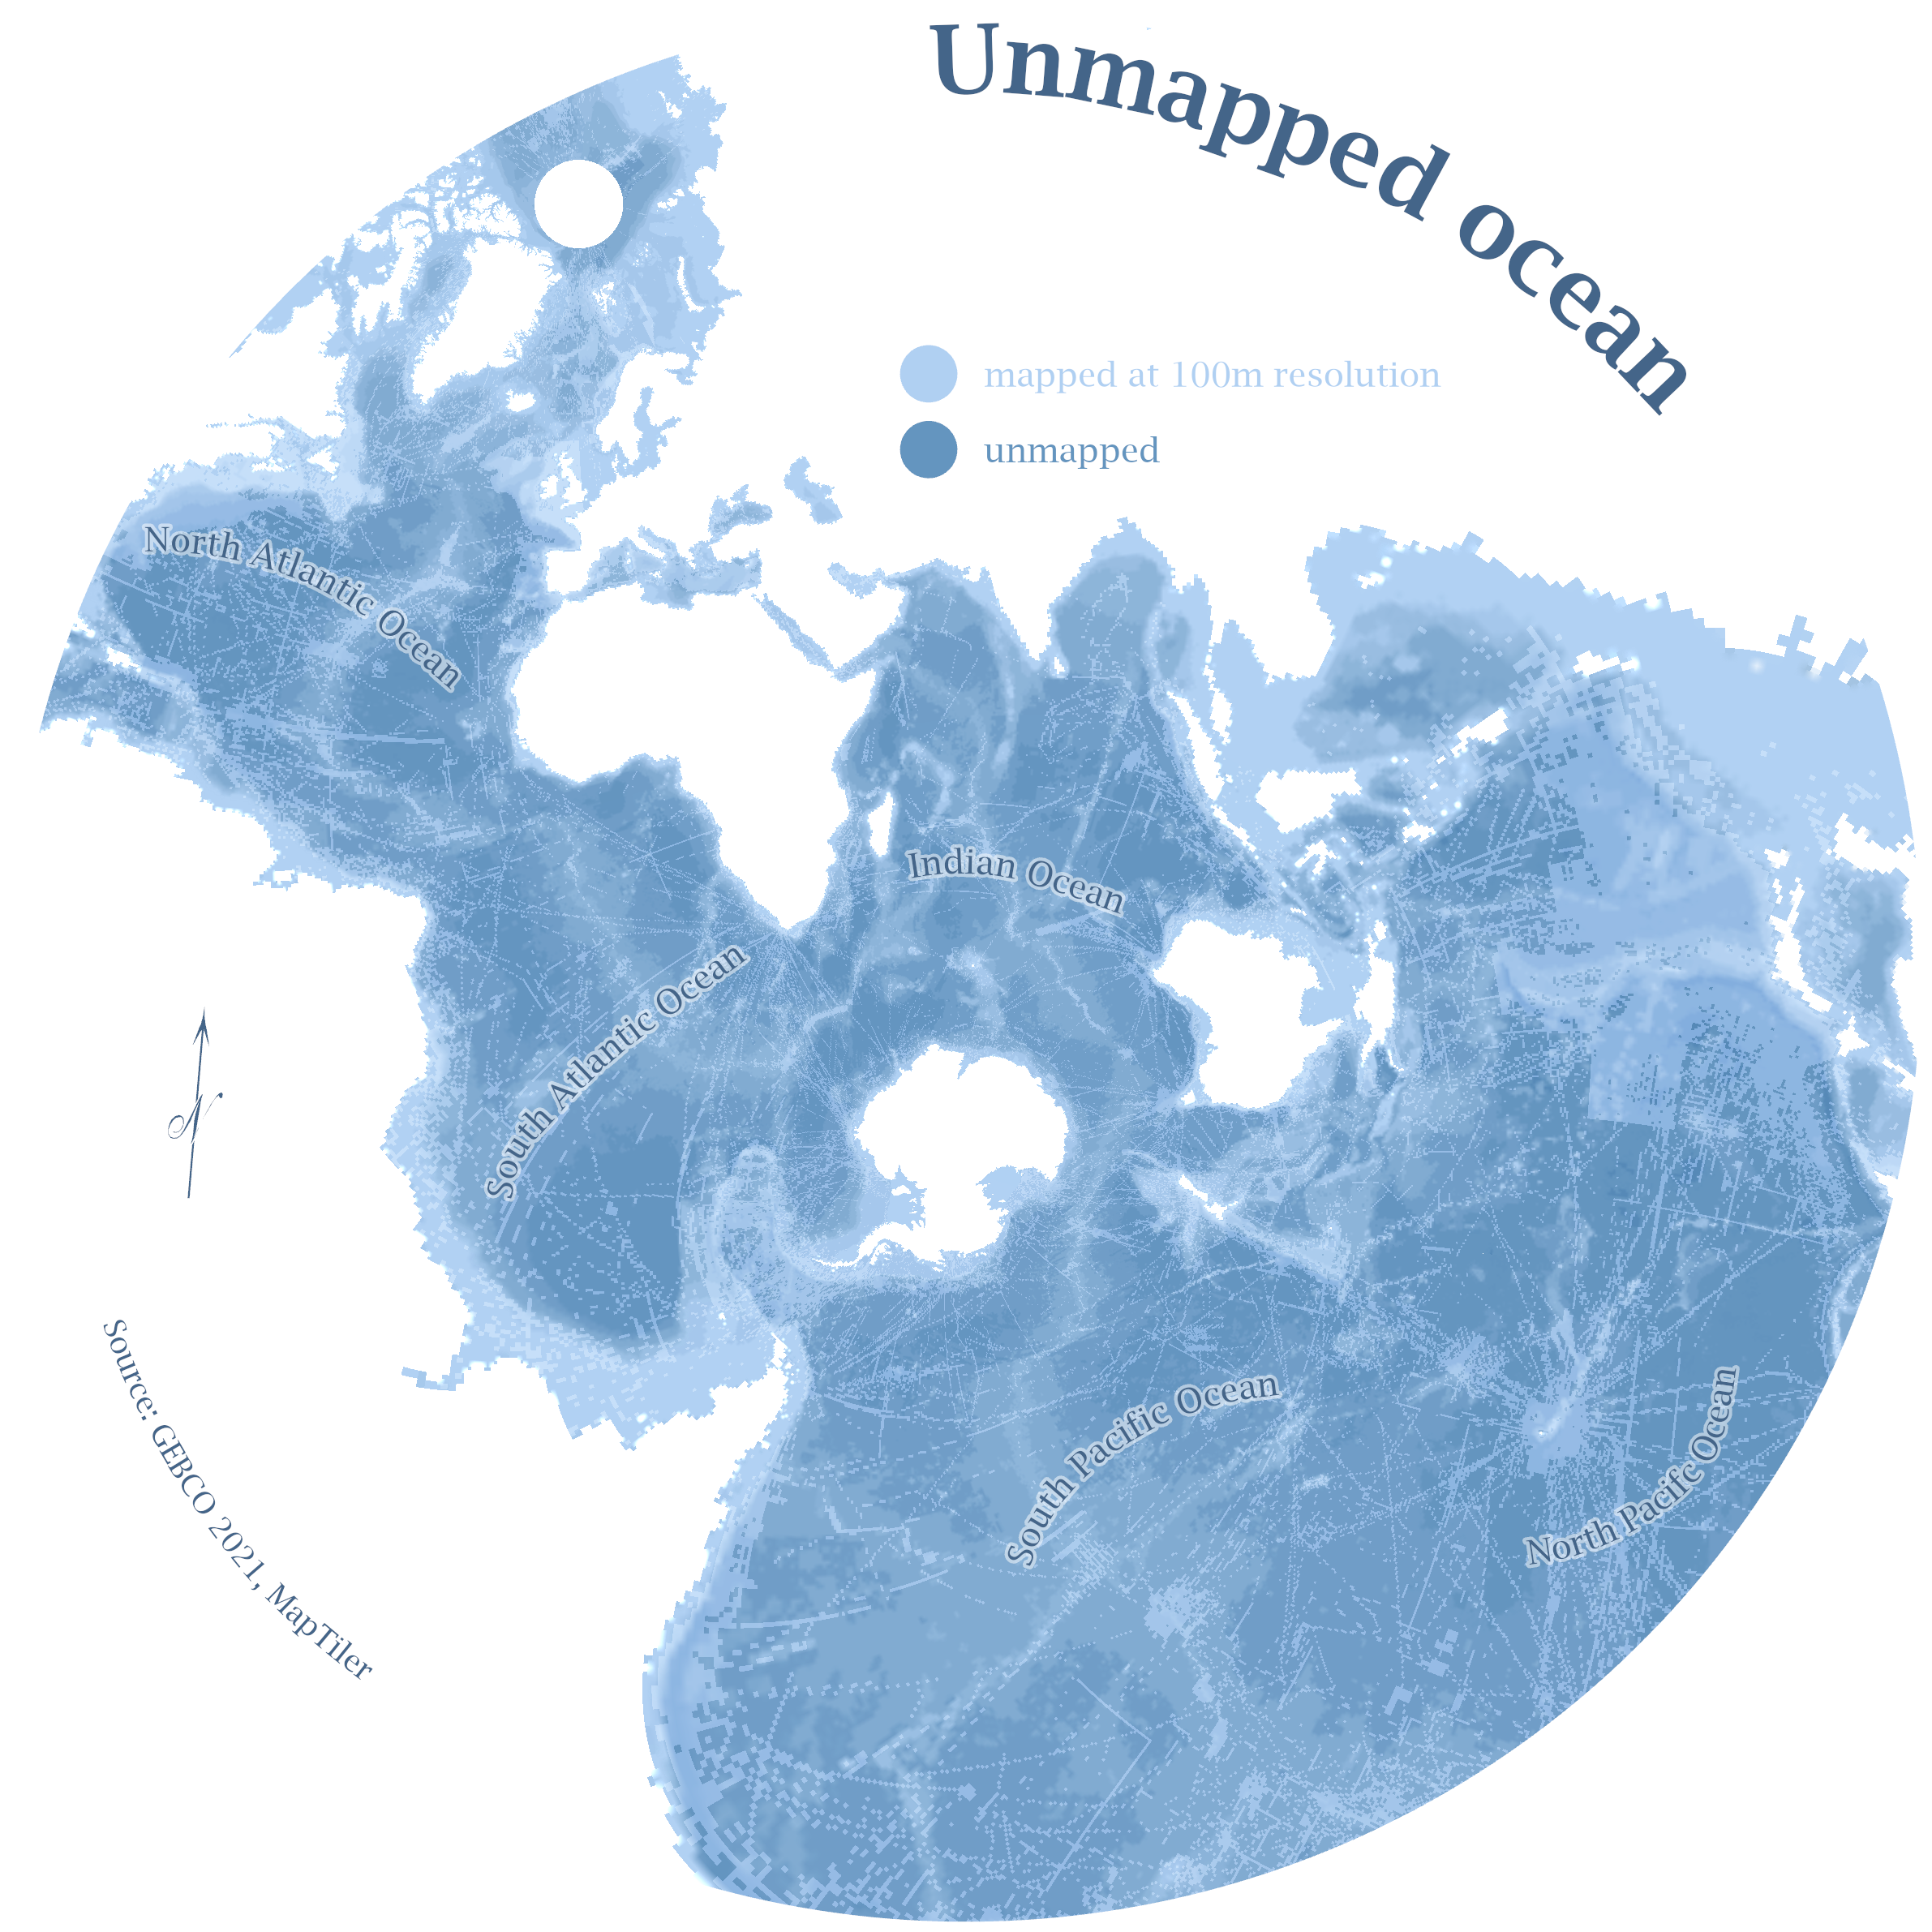 Unmapped ocean
mapped at 100m resolution
unmapped
North Atlantic Ocean
Indian Ocean
South Atlantic Ocean
N
South Pacific Ocean
North Pacifc Ocean
Source: GEBCO 2021, MapTiler